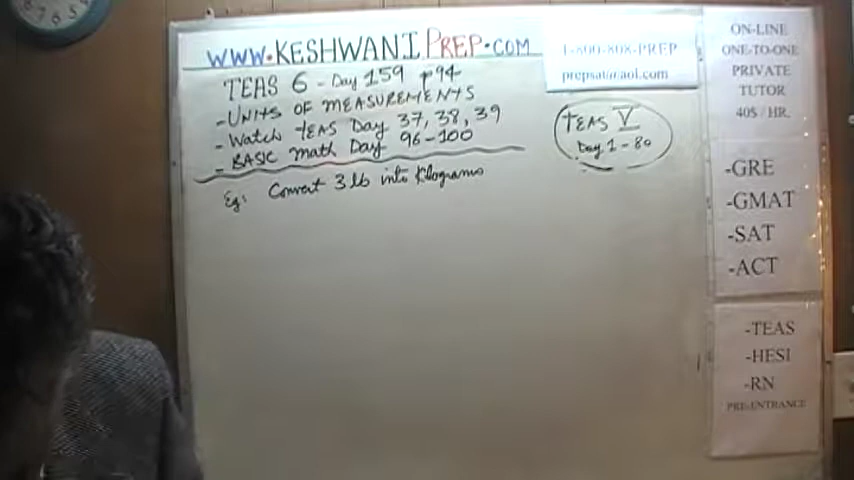 WWW.KESHWANIPREP.COM
TEAS 6 - Day 159 p94
- UNITS OF MEASUREMENTS
- Watch TEAS Day 37, 38, 39
- BASIC Math Day 96-100
Eg: Convert 3 lb into Kilograms
1-800-808-PREP
prepsat@aol.com
TEAS V
Day 1-80
ON-LINE
ONE-TO-ONE
PRIVATE
TUTOR
40$ / HR.
-GRE
-GMAT
-SAT
-ACT
-TEAS
-HESI
-RN
PRE-ENTRANCE